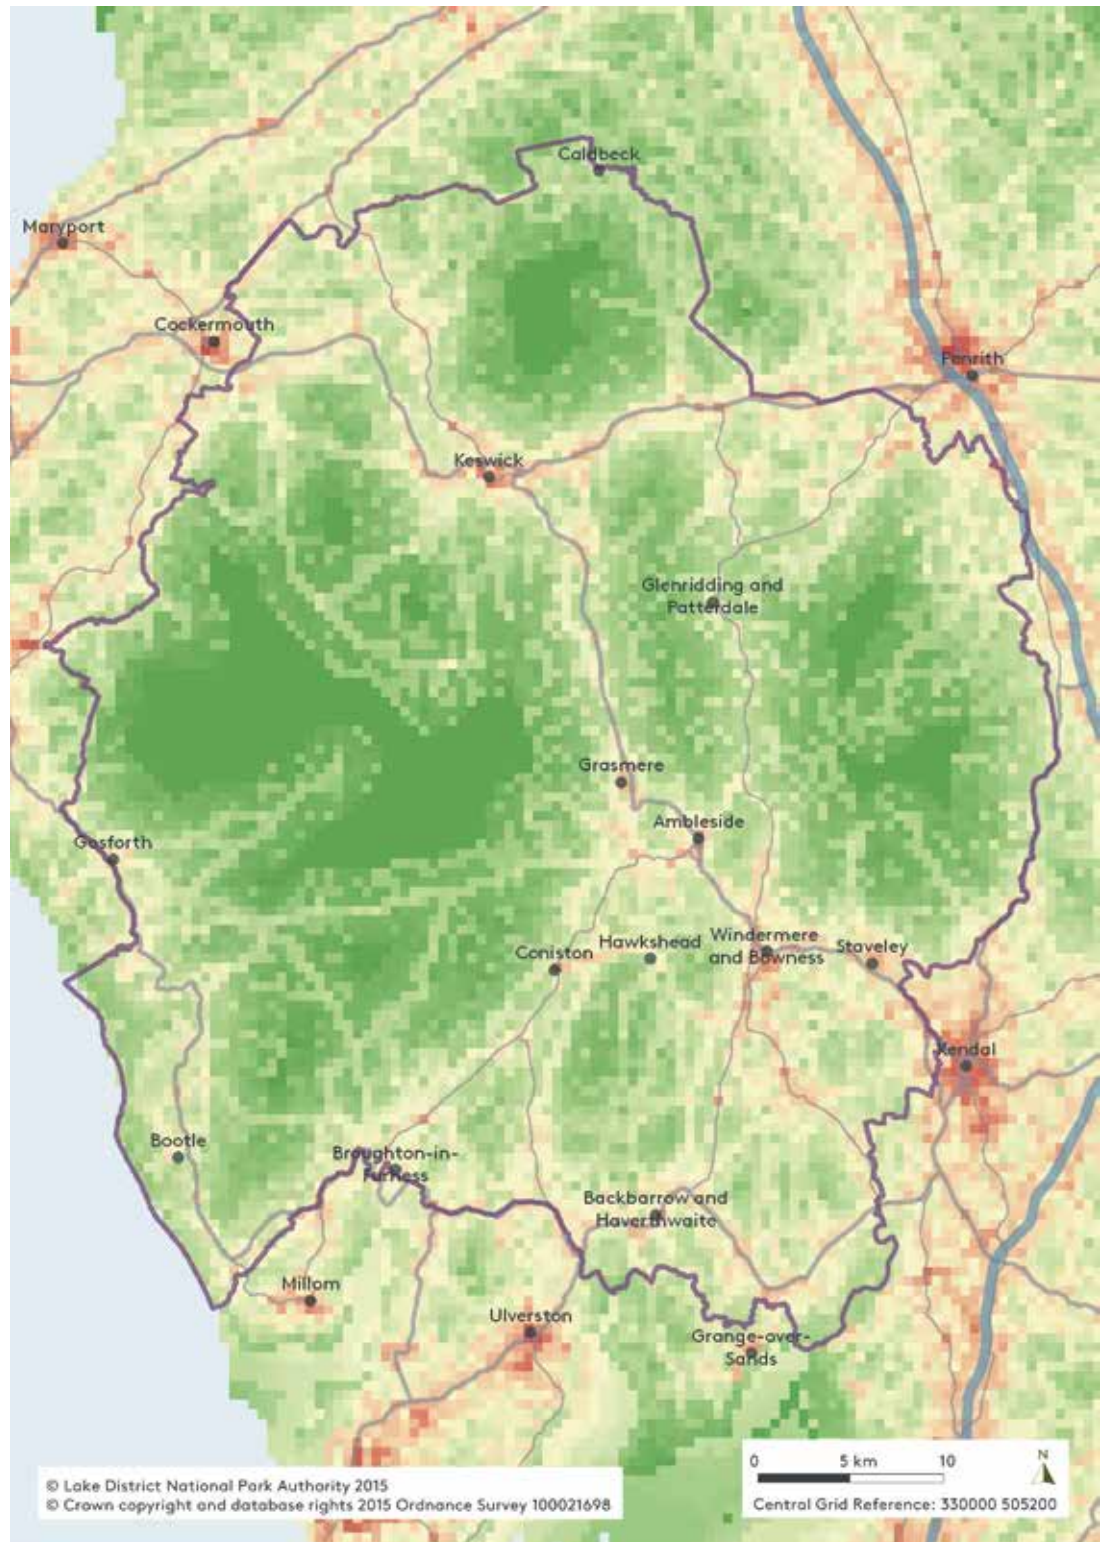 Caldbeck
Maryport
Cockermouth
Penrith
Keswick
Glenridding and
Patterdale
Grasmere
Ambleside
Gosforth
Windermere
and Bowness
Hawkshead
Staveley
Coniston
Kendal
Bootle
Broughton-in-
Furness
Backbarrow and
Haverthwaite
Millom
Ulverston
Grange-over-
Sands
0 5 km 10
N
Central Grid Reference: 330000 505200
© Lake District National Park Authority 2015
© Crown copyright and database rights 2015 Ordnance Survey 100021698